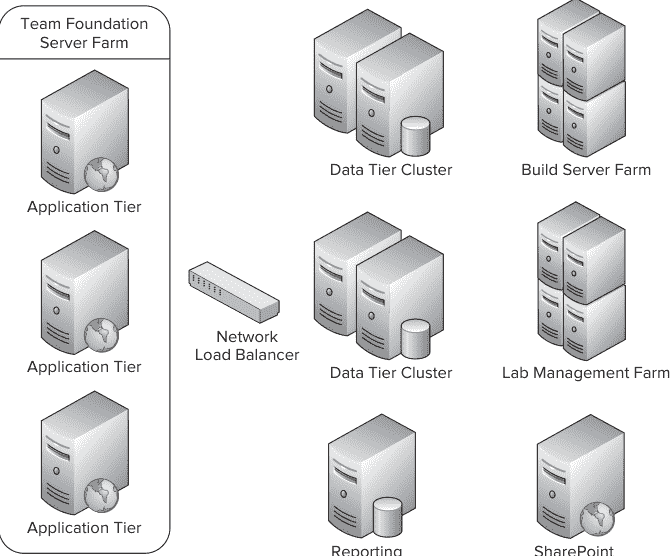 Team Foundation
Server Farm
Application Tier
Application Tier
Application Tier
Network
Load Balancer
Data Tier Cluster
Data Tier Cluster
Reporting
Build Server Farm
Lab Management Farm
SharePoint